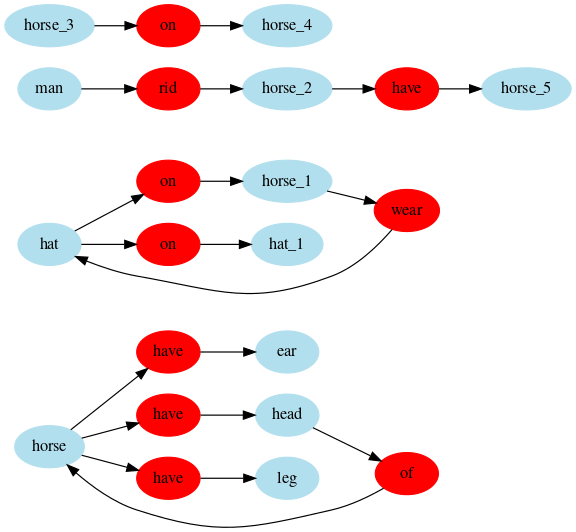 horse_3 on horse_4
man rid horse_2 have horse_5
on horse_1
wear
hat on hat_1
have ear
have head
horse
of
have leg